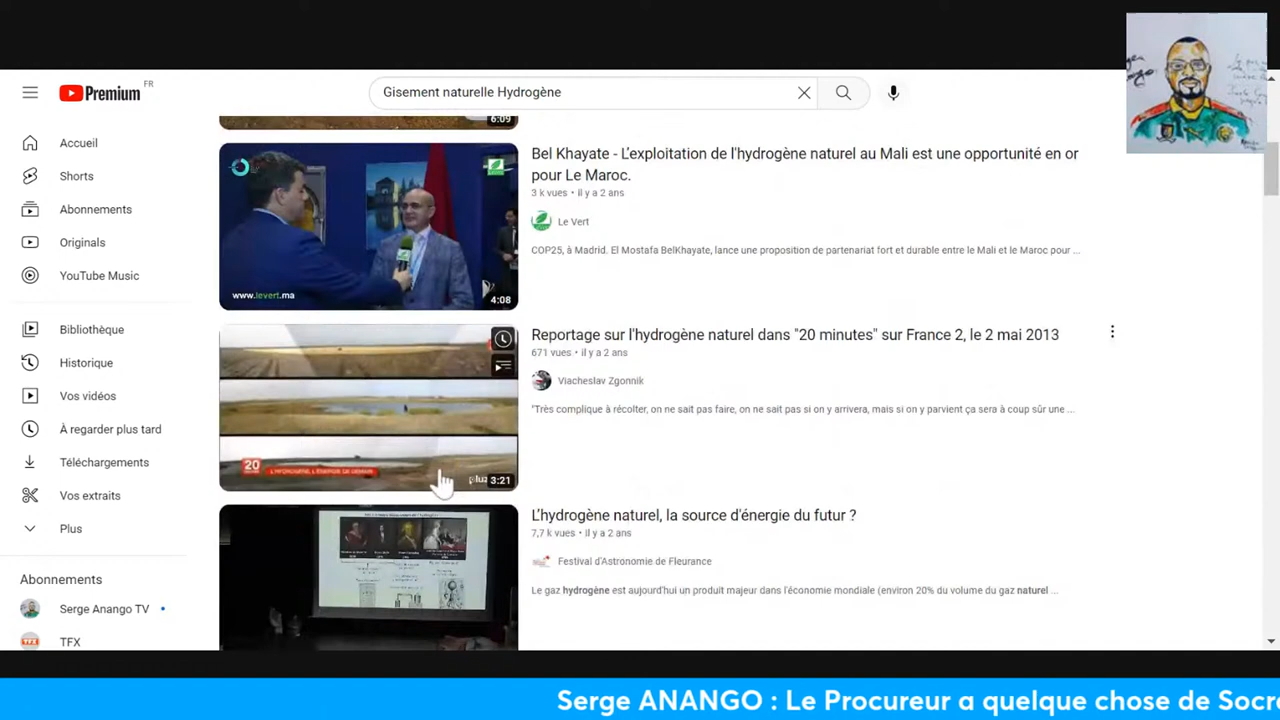 FR
Premium
Gisement naturelle Hydrogène
Accueil
Shorts
Abonnements
Originals
YouTube Music
Bibliothèque
Historique
Vos vidéos
À regarder plus tard
Téléchargements
Vos extraits
Plus
Abonnements
Serge Anango TV
TFX
6:09
Bel Khayate - L'exploitation de l'hydrogène naturel au Mali est une opportunité en or
pour Le Maroc.
3 k vues • il y a 2 ans
Le Vert
COP25, à Madrid. El Mostafa BelKhayate, lance une proposition de partenariat fort et durable entre le Mali et le Maroc pour ...
www.levert.ma
4:08
Reportage sur l'hydrogène naturel dans "20 minutes" sur France 2, le 2 mai 2013
671 vues • il y a 2 ans
Viacheslav Zgonnik
"Très complique à récolter, on ne sait pas faire, on ne sait pas si on y arrivera, mais si on y parvient ça sera à coup sûr une ...
20
L'HYDROGÈNE, L'ÉNERGIE DE DEMAIN
pluz
3:21
L'hydrogène naturel, la source d'énergie du futur ?
7,7 k vues • il y a 2 ans
Festival d'Astronomie de Fleurance
Le gaz hydrogène est aujourd'hui un produit majeur dans l'économie mondiale (environ 20% du volume du gaz naturel ...
Serge ANANGO : Le Procureur a quelque chose de Socr